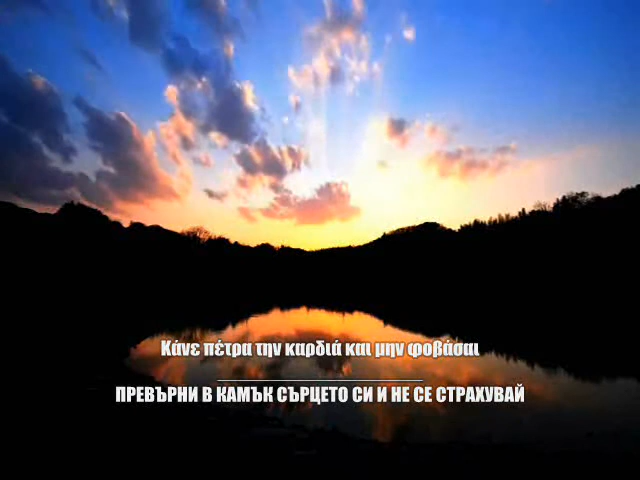 Κάνε πέτρα την καρδιά και μην φοβάσαι
ПРЕВЪРНИ В КАМЪК СЪРЦЕТО СИ И НЕ СЕ СТРАХУВАЙ